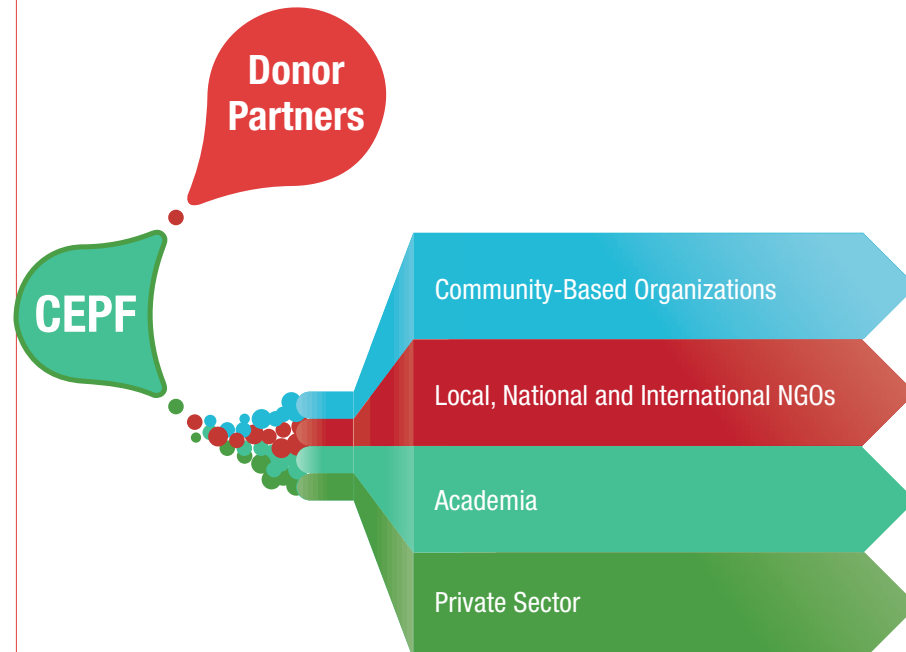 Donor
Partners
CEPF
Community-Based Organizations
Local, National and International NGOs
Academia
Private Sector